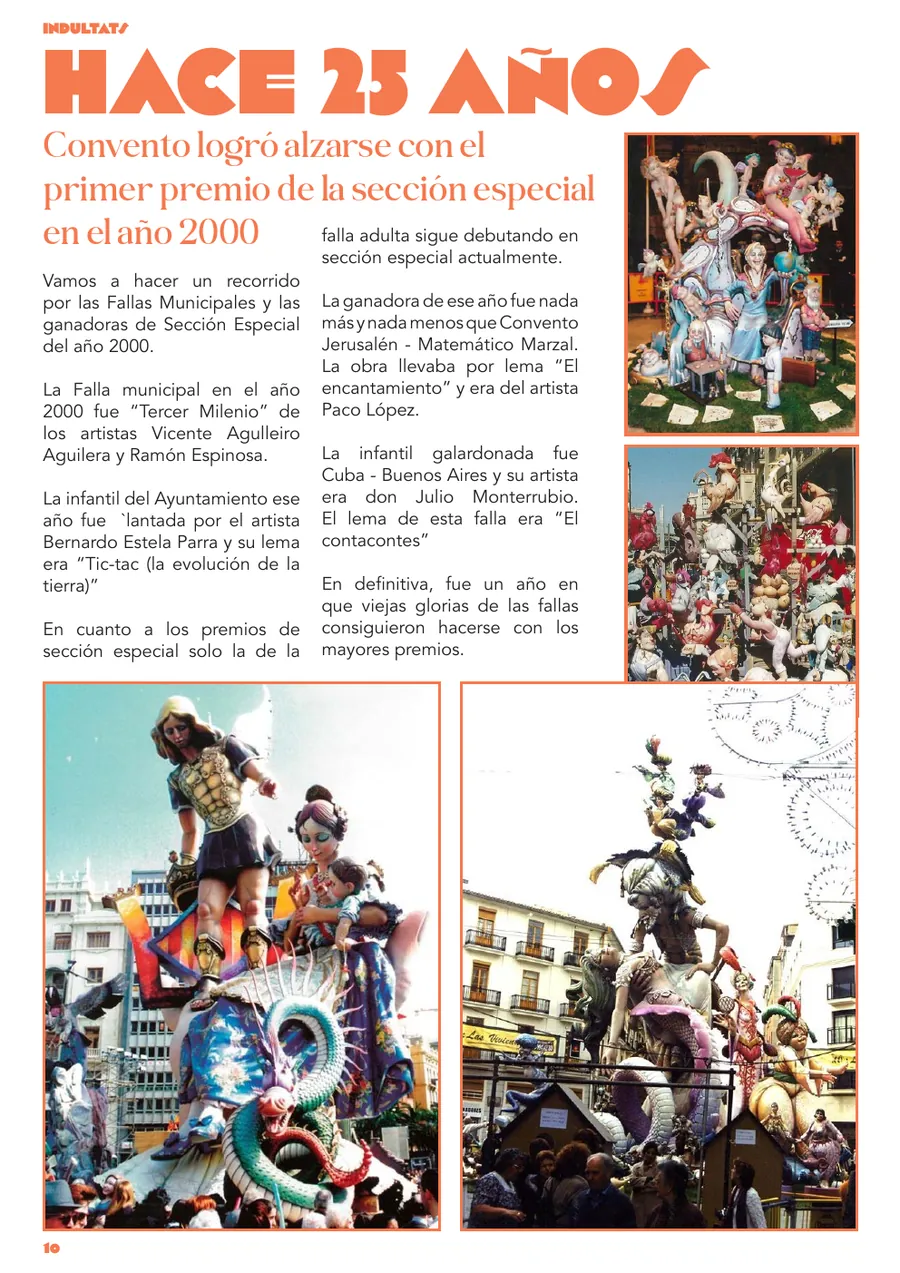 INDULTATS
HACE 25 AÑOS
Convento logró alzarse con el
primer premio de la sección especial
en el año 2000
Vamos a hacer un recorrido
por las Fallas Municipales y las
ganadoras de Sección Especial
del año 2000.
La Falla municipal en el año
2000 fue “Tercer Milenio” de
los artistas Vicente Agulleiro
Aguilera y Ramón Espinosa.
La infantil del Ayuntamiento ese
año fue `lantada por el artista
Bernardo Estela Parra y su lema
era “Tic-tac (la evolución de la
tierra)”
En cuanto a los premios de
sección especial solo la de la
falla adulta sigue debutando en
sección especial actualmente.
La ganadora de ese año fue nada
más y nada menos que Convento
Jerusalén - Matemático Marzal.
La obra llevaba por lema “El
encantamiento” y era del artista
Paco López.
La infantil galardonada fue
Cuba - Buenos Aires y su artista
era don Julio Monterrubio.
El lema de esta falla era “El
contacontes”
En definitiva, fue un año en
que viejas glorias de las fallas
consiguieron hacerse con los
mayores premios.
10